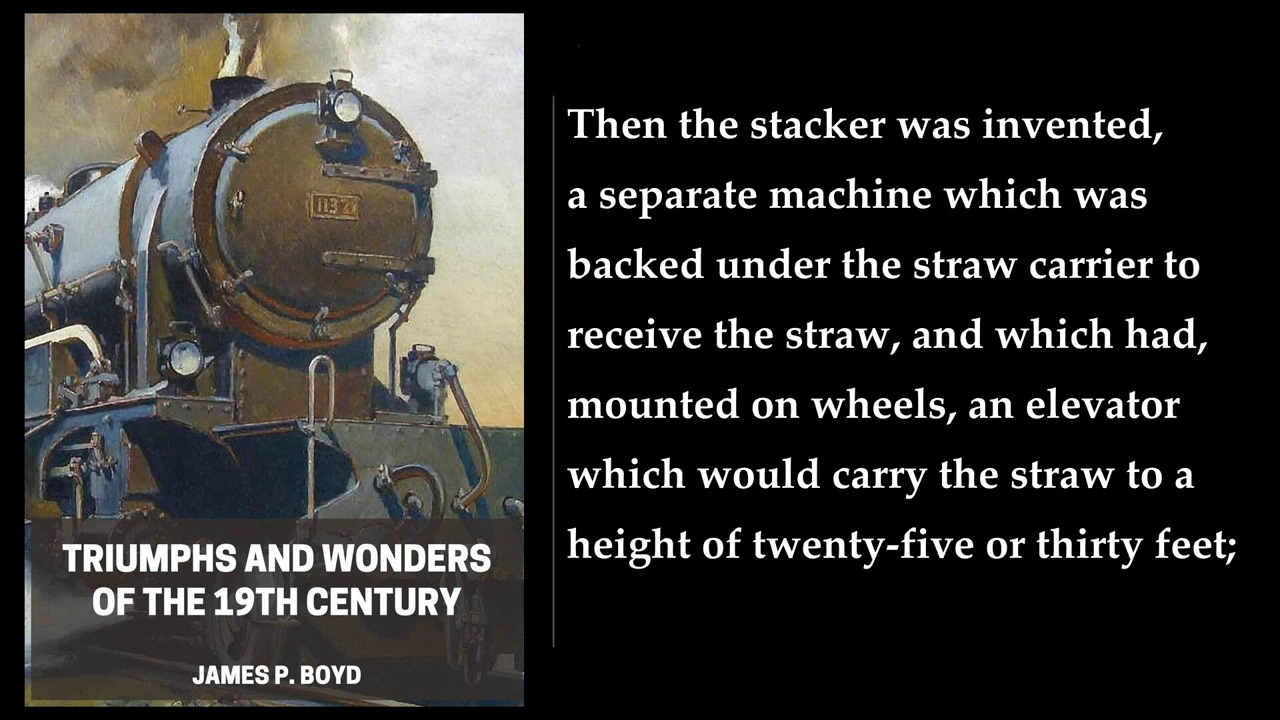 Then the stacker was invented,
a separate machine which was
backed under the straw carrier to
receive the straw, and which had,
mounted on wheels, an elevator
which would carry the straw to a
height of twenty-five or thirty feet;
TRIUMPHS AND WONDERS
OF THE 19TH CENTURY
JAMES P. BOYD